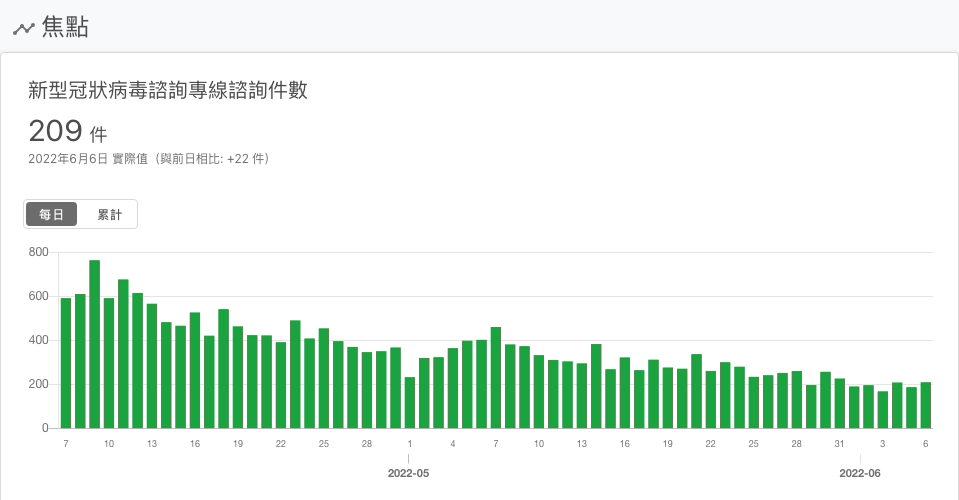 焦點
新型冠狀病毒諮詢專線諮詢件數
209 件
2022年6月6日 實際值（與前日相比: +22 件）
每日 累計
800
600
400
200
0
7 10 13 16 19 22 25 28 1 4 7 10 13 16 19 22 25 28 31 3 6
2022-05 2022-06